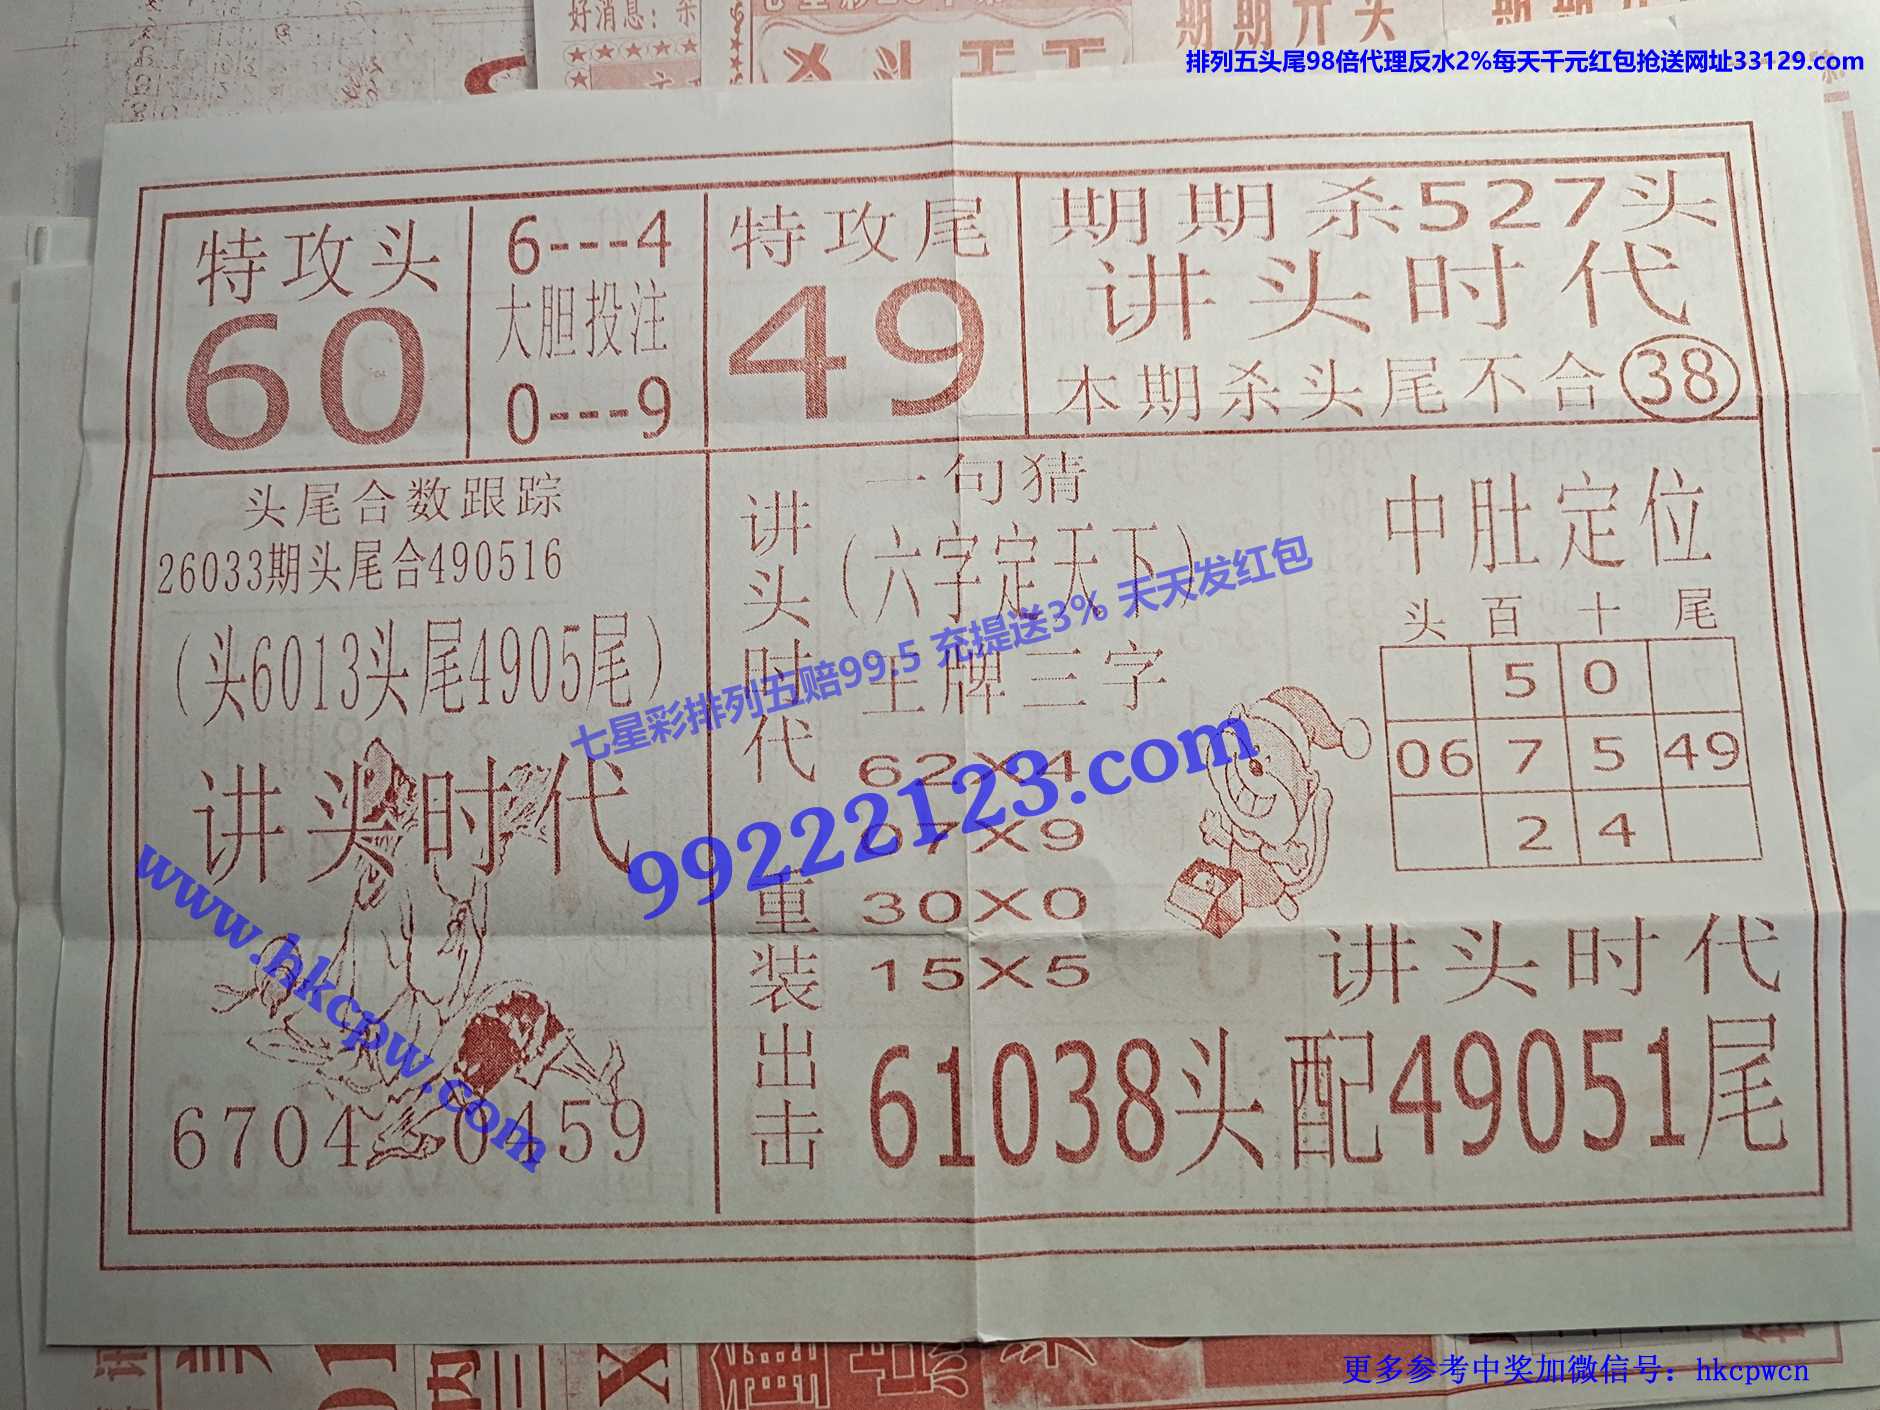 好消息：
期期开头
排列五头尾98倍代理反水2%每天千元红包抢送网址33129.com
特攻头
60
6---4
大胆投注
0---9
特攻尾
49
期期杀527头
讲头时代
本期杀头尾不合38
头尾合数跟踪
26033期头尾合490516
(头6013头尾4905尾)
讲头时代
6704 0459
讲头时代重装出击
一句猜
(六字定天下)
王牌三字
62X4
07X9
30X0
15X5
中肚定位
头 百 十 尾
5 0
06 7 5 49
2 4
讲头时代
61038头配49051尾
七星彩排列五赔99.5 充提送3% 天天发红包
99222123.com
www.hkcpw.com
更多参考中奖加微信号：hkcpwcn